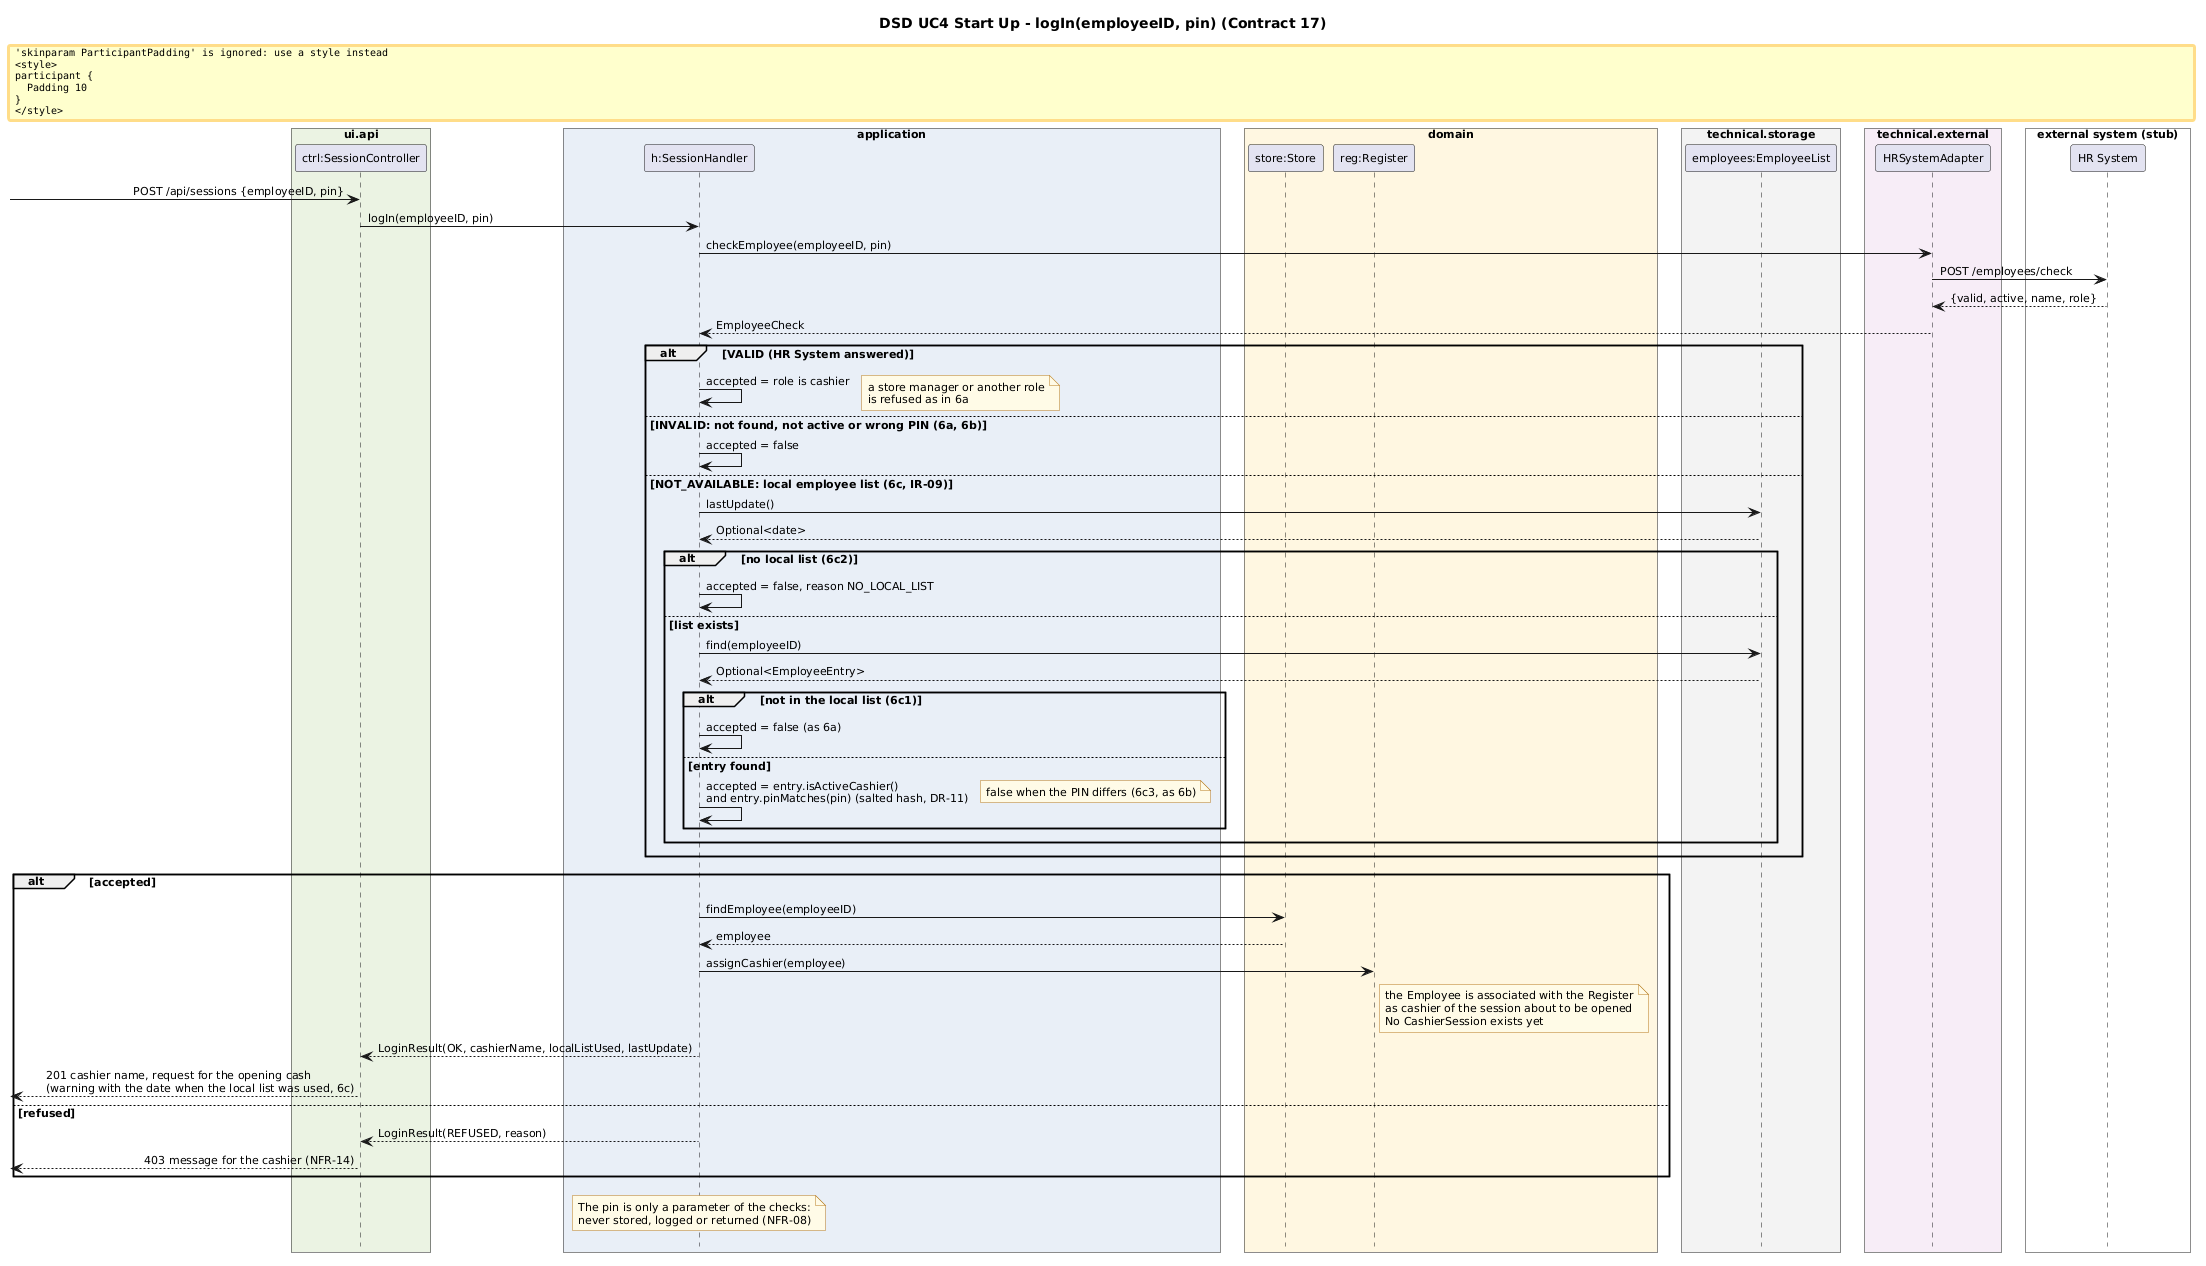 DSD UC4 Start Up - logIn(employeeID, pin) (Contract 17)
'skinparam ParticipantPadding' is ignored: use a style instead
<style>
participant {
  Padding 10
}
</style>
ui.api
application
domain
technical.storage
technical.external
external system (stub)
ctrl:SessionController
h:SessionHandler
store:Store
reg:Register
employees:EmployeeList
HRSystemAdapter
HR System
POST /api/sessions {employeeID, pin}
logIn(employeeID, pin)
checkEmployee(employeeID, pin)
POST /employees/check
{valid, active, name, role}
EmployeeCheck
alt
[VALID (HR System answered)]
accepted = role is cashier
a store manager or another role
is refused as in 6a
[INVALID: not found, not active or wrong PIN (6a, 6b)]
accepted = false
[NOT_AVAILABLE: local employee list (6c, IR-09)]
lastUpdate()
Optional<date>
alt
[no local list (6c2)]
accepted = false, reason NO_LOCAL_LIST
[list exists]
find(employeeID)
Optional<EmployeeEntry>
alt
[not in the local list (6c1)]
accepted = false (as 6a)
[entry found]
accepted = entry.isActiveCashier()
and entry.pinMatches(pin) (salted hash, DR-11)
false when the PIN differs (6c3, as 6b)
alt
[accepted]
findEmployee(employeeID)
employee
assignCashier(employee)
the Employee is associated with the Register
as cashier of the session about to be opened
No CashierSession exists yet
LoginResult(OK, cashierName, localListUsed, lastUpdate)
201 cashier name, request for the opening cash
(warning with the date when the local list was used, 6c)
[refused]
LoginResult(REFUSED, reason)
403 message for the cashier (NFR-14)
The pin is only a parameter of the checks:
never stored, logged or returned (NFR-08)